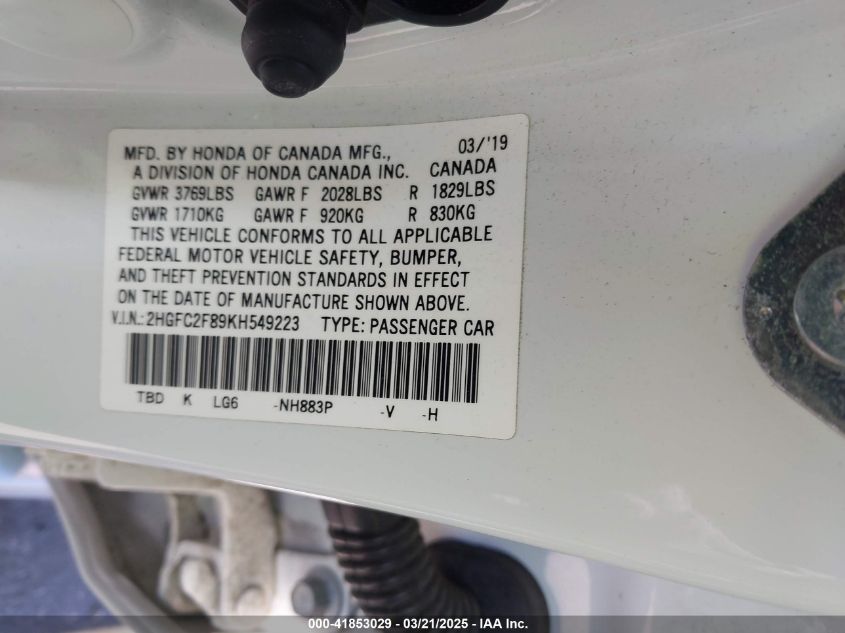 03/'19
MFD. BY HONDA OF CANADA MFG.,
A DIVISION OF HONDA CANADA INC. CANADA
GVWR 3769LBS GAWR F 2028LBS R 1829LBS
GVWR 1710KG GAWR F 920KG R 830KG
THIS VEHICLE CONFORMS TO ALL APPLICABLE
FEDERAL MOTOR VEHICLE SAFETY, BUMPER,
AND THEFT PREVENTION STANDARDS IN EFFECT
ON THE DATE OF MANUFACTURE SHOWN ABOVE.
V.I.N.: 2HGFC2F89KH549223 TYPE: PASSENGER CAR
TBD K LG6 -NH883P -V -H
000-41853029 - 03/21/2025 - IAA Inc.